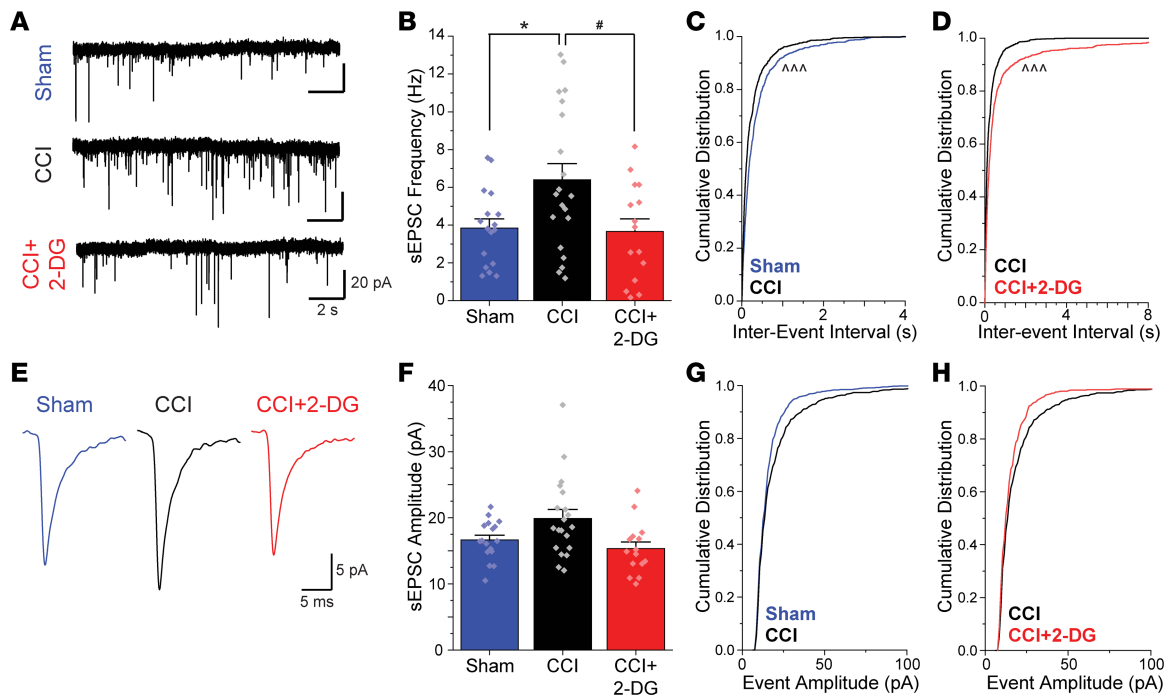 A
Sham
CCI
CCI+
2-DG
20 pA
2 s
B
*
#
sEPSC Frequency (Hz)
14
12
10
8
6
4
2
0
Sham
CCI
CCI+
2-DG
C
Cumulative Distribution
1.0
0.8
0.6
0.4
0.2
0.0
^^^
Sham
CCI
0
2
4
Inter-Event Interval (s)
D
Cumulative Distribution
1.0
0.8
0.6
0.4
0.2
0.0
^^^
CCI
CCI+2-DG
0
2
4
6
8
Inter-event Interval (s)
E
Sham
CCI
CCI+2-DG
5 pA
5 ms
F
sEPSC Amplitude (pA)
40
30
20
10
0
Sham
CCI
CCI+
2-DG
G
Cumulative Distribution
1.0
0.8
0.6
0.4
0.2
0.0
Sham
CCI
0
50
100
Event Amplitude (pA)
H
Cumulative Distribution
1.0
0.8
0.6
0.4
0.2
0.0
CCI
CCI+2-DG
0
50
100
Event Amplitude (pA)